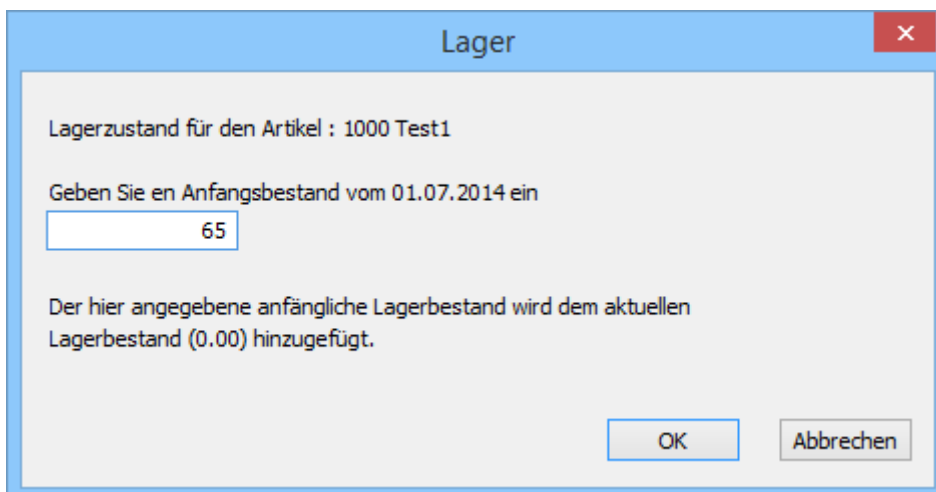 Lager
Lagerzustand für den Artikel : 1000 Test1
Geben Sie en Anfangsbestand vom 01.07.2014 ein
65
Der hier angegebene anfängliche Lagerbestand wird dem aktuellen
Lagerbestand (0.00) hinzugefügt.
OK Abbrechen